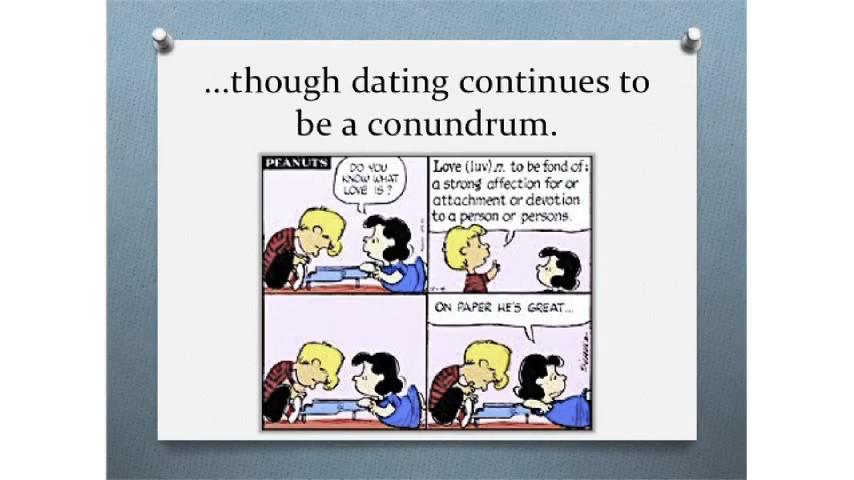 ...though dating continues to
be a conundrum.
PEANUTS
DO YOU
KNOW WHAT
LOVE IS?
Love (luv) n. to be fond of;
a strong affection for or
attachment or devotion
to a person or persons.
ON PAPER HE'S GREAT...